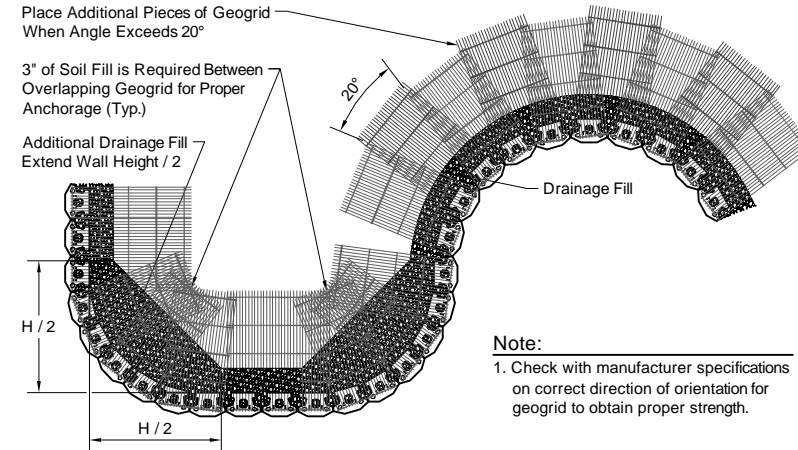 Place Additional Pieces of Geogrid
When Angle Exceeds 20°
3" of Soil Fill is Required Between
Overlapping Geogrid for Proper
Anchorage (Typ.)
Additional Drainage Fill
Extend Wall Height / 2
20°
Drainage Fill
H / 2
H / 2
Note:
1. Check with manufacturer specifications
on correct direction of orientation for
geogrid to obtain proper strength.